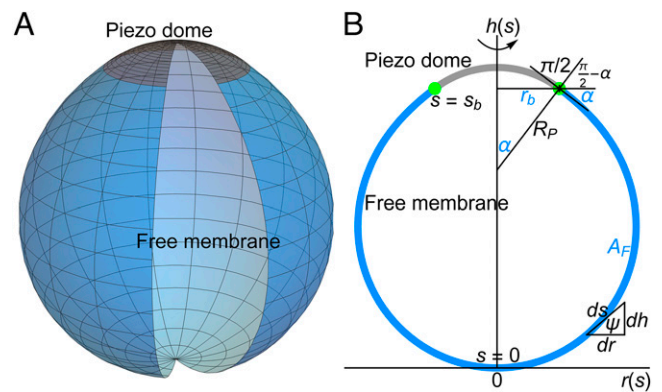 A
Piezo dome
Free membrane
B
h(s)
Piezo dome
π/2
π/2-α
s = s_b
r_b
α
R_P
α
Free membrane
A_F
ds
ψ
dh
dr
s = 0
0
r(s)